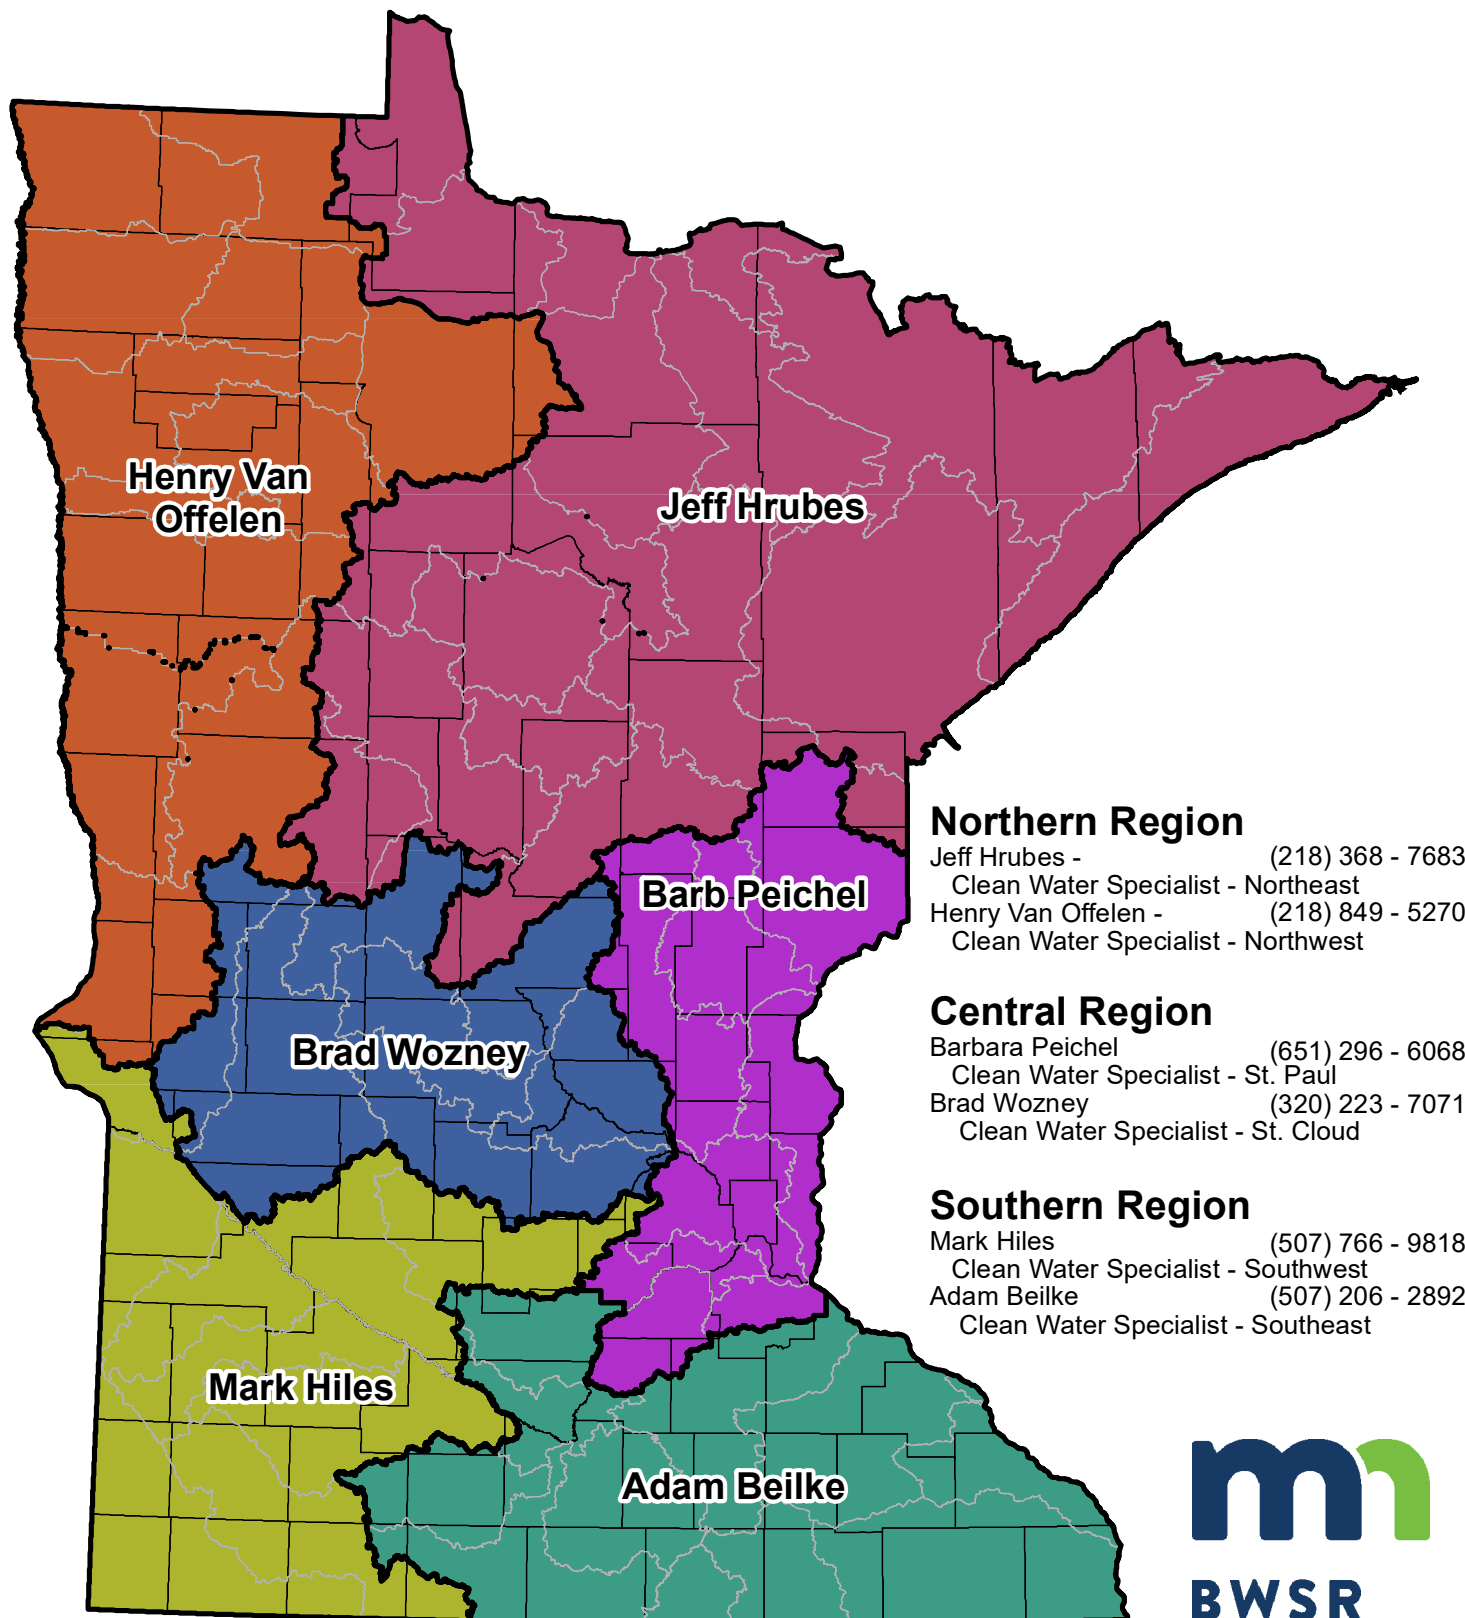 Henry Van
Offelen
Jeff Hrubes
Barb Peichel
Brad Wozney
Mark Hiles
Adam Beilke
Northern Region
Jeff Hrubes - (218) 368 - 7683
Clean Water Specialist - Northeast
Henry Van Offelen - (218) 849 - 5270
Clean Water Specialist - Northwest
Central Region
Barbara Peichel (651) 296 - 6068
Clean Water Specialist - St. Paul
Brad Wozney (320) 223 - 7071
Clean Water Specialist - St. Cloud
Southern Region
Mark Hiles (507) 766 - 9818
Clean Water Specialist - Southwest
Adam Beilke (507) 206 - 2892
Clean Water Specialist - Southeast
mn
BWSR